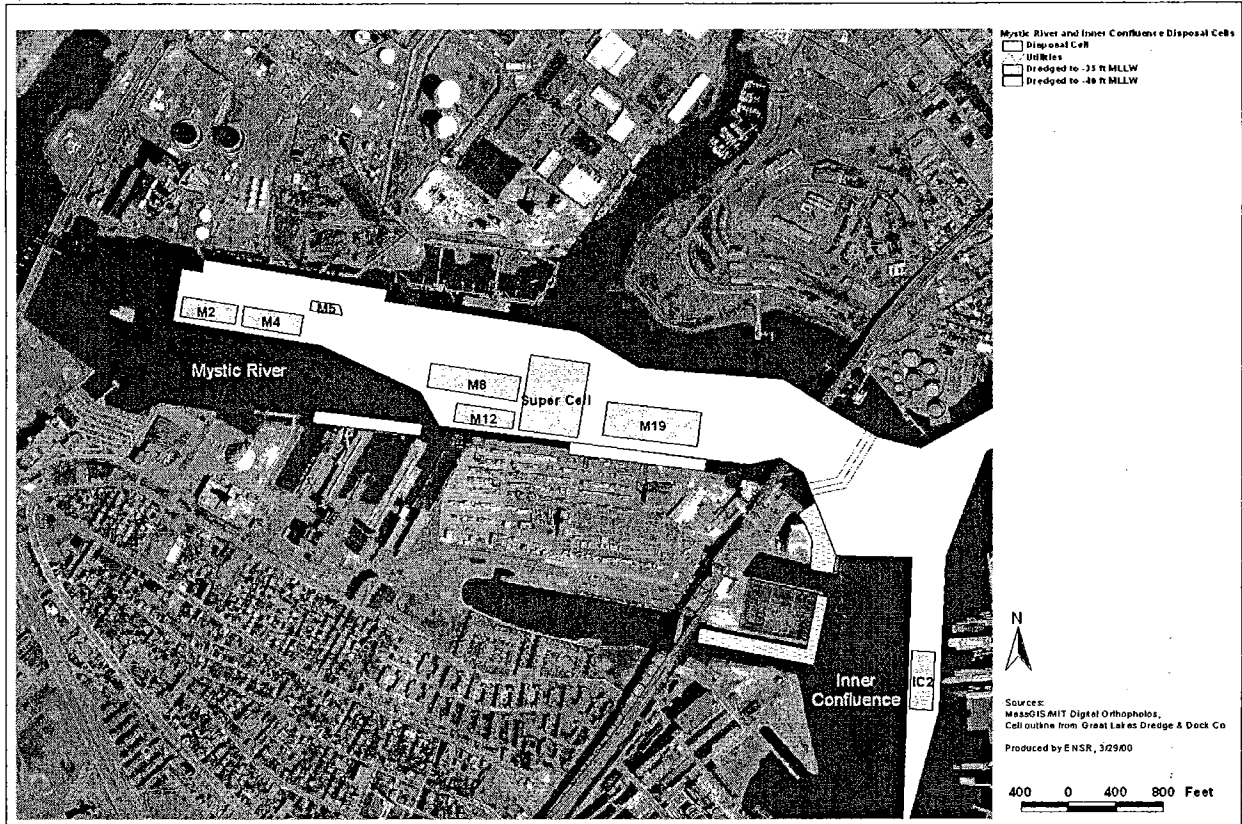 Mystic River and Inner Confluence Disposal Cells
Disposal Cell
Utilities
Dredged to -35 ft MLLW
Dredged to -40 ft MLLW
M2
M4
M5
Mystic River
M8
Super Cell
M12
M19
Inner
Confluence
IC2
N
Sources:
MassGIS/MIT Digital Orthophotos,
Cell outline from Great Lakes Dredge & Dock Co
Produced by ENSR, 3/29/00
400 0 400 800 Feet